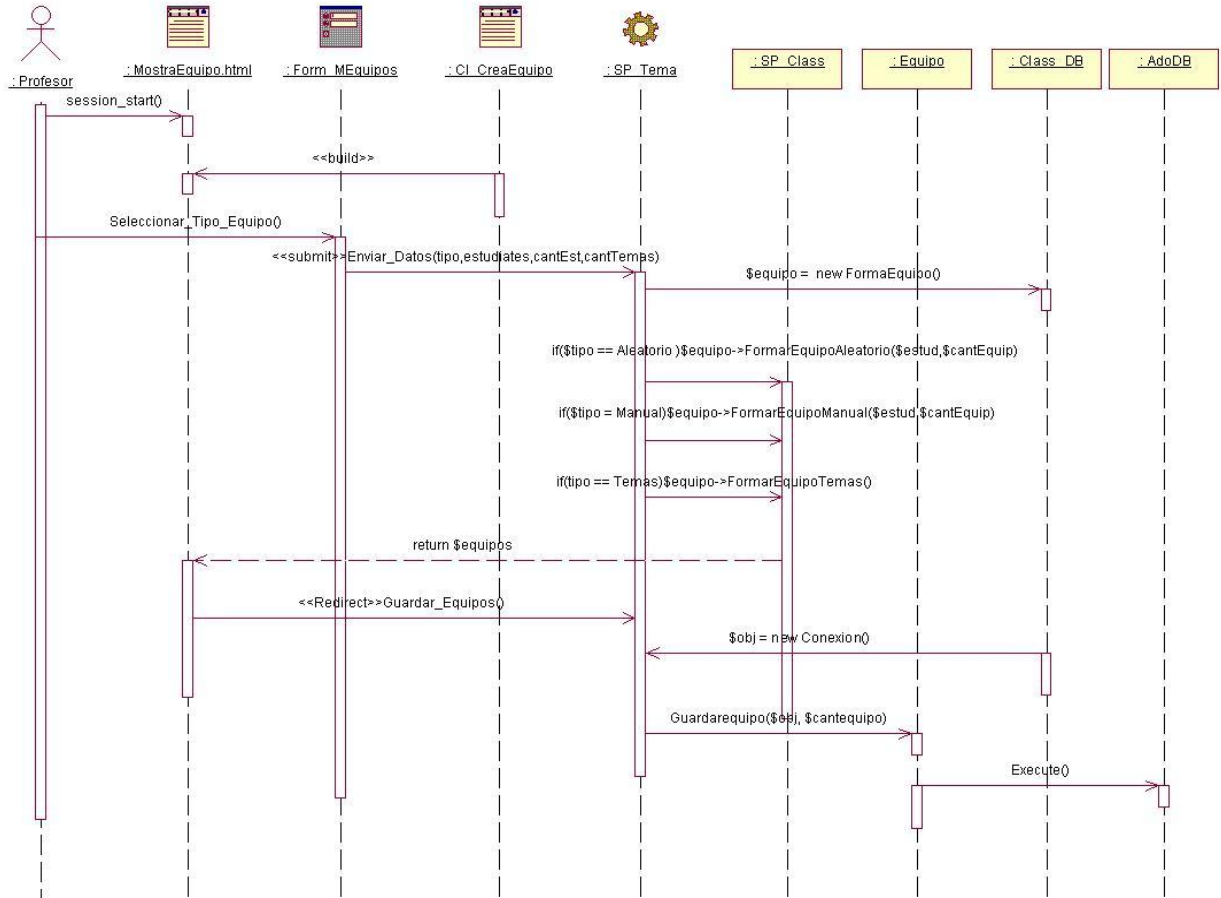 : Profesor
: MostraEquipo.html
: Form_MEquipos
: Cl_CreaEquipo
: SP_Tema
: SP_Class
: Equipo
: Class_DB
: AdoDB
session_start()
<<build>>
Seleccionar_Tipo_Equipo()
<<submit>>Enviar_Datos(tipo,estudiates,cantEst,cantTemas)
$equipo = new FormaEquipo()
if($tipo == Aleatorio )$equipo->FormarEquipoAleatorio($estud,$cantEquip)
if($tipo = Manual)$equipo->FormarEquipoManual($estud,$cantEquip)
if(tipo == Temas)$equipo->FormarEquipoTemas()
return $equipos
<<Redirect>>Guardar_Equipos()
$obj = new Conexion()
Guardarequipo($obj, $cantequipo)
Execute()